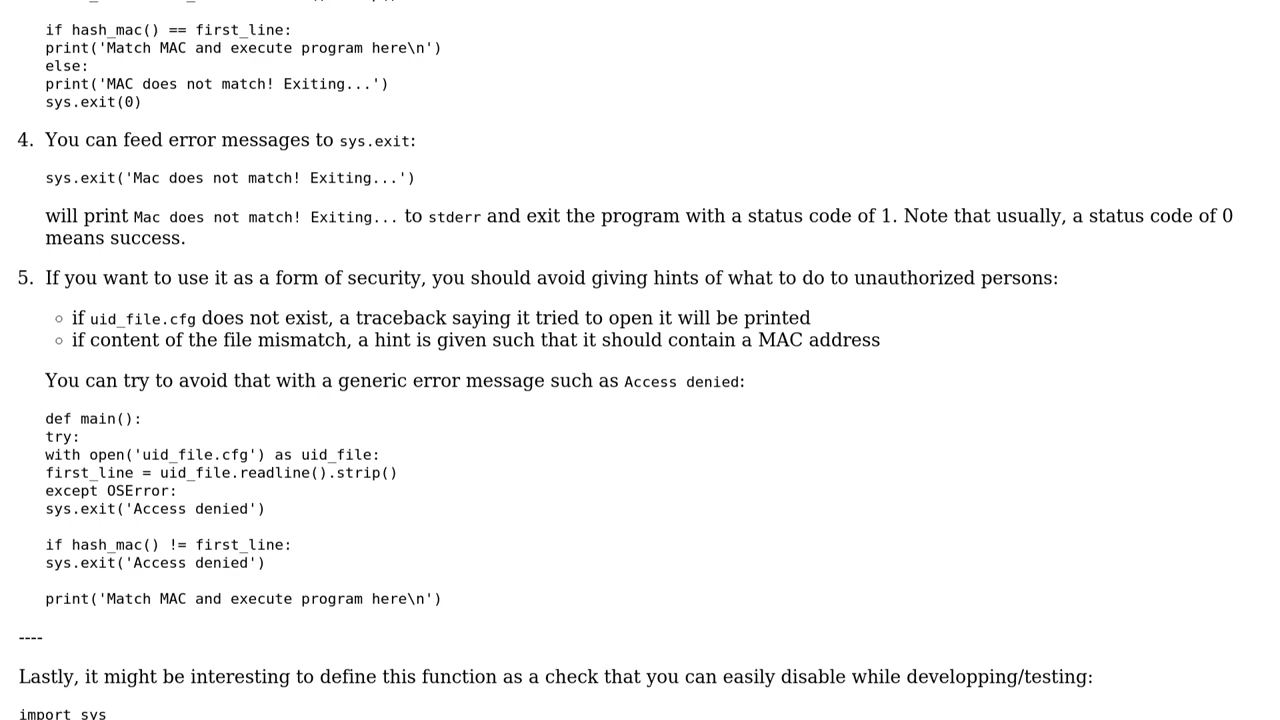 if hash_mac() == first_line:
print('Match MAC and execute program here\n')
else:
print('MAC does not match! Exiting...')
sys.exit(0)
4. You can feed error messages to sys.exit:
sys.exit('Mac does not match! Exiting...')
will print Mac does not match! Exiting... to stderr and exit the program with a status code of 1. Note that usually, a status code of 0
means success.
5. If you want to use it as a form of security, you should avoid giving hints of what to do to unauthorized persons:
◦ if uid_file.cfg does not exist, a traceback saying it tried to open it will be printed
◦ if content of the file mismatch, a hint is given such that it should contain a MAC address
You can try to avoid that with a generic error message such as Access denied:
def main():
try:
with open('uid_file.cfg') as uid_file:
first_line = uid_file.readline().strip()
except OSError:
sys.exit('Access denied')
if hash_mac() != first_line:
sys.exit('Access denied')
print('Match MAC and execute program here\n')
----
Lastly, it might be interesting to define this function as a check that you can easily disable while developping/testing:
import sys